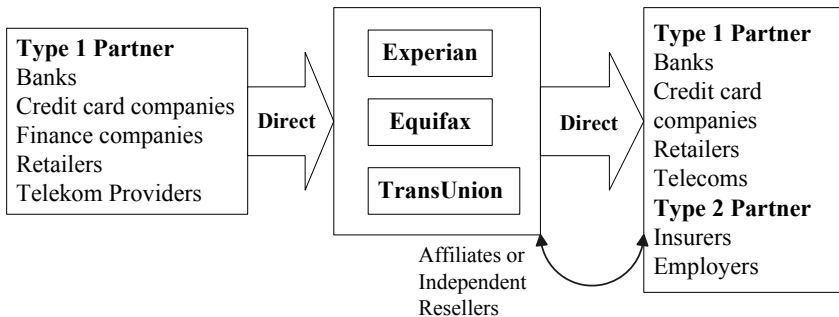 Type 1 Partner
Banks
Credit card companies
Finance companies
Retailers
Telekom Providers
Direct
Experian
Equifax
TransUnion
Direct
Type 1 Partner
Banks
Credit card
companies
Retailers
Telecoms
Type 2 Partner
Insurers
Employers
Affiliates or
Independent
Resellers